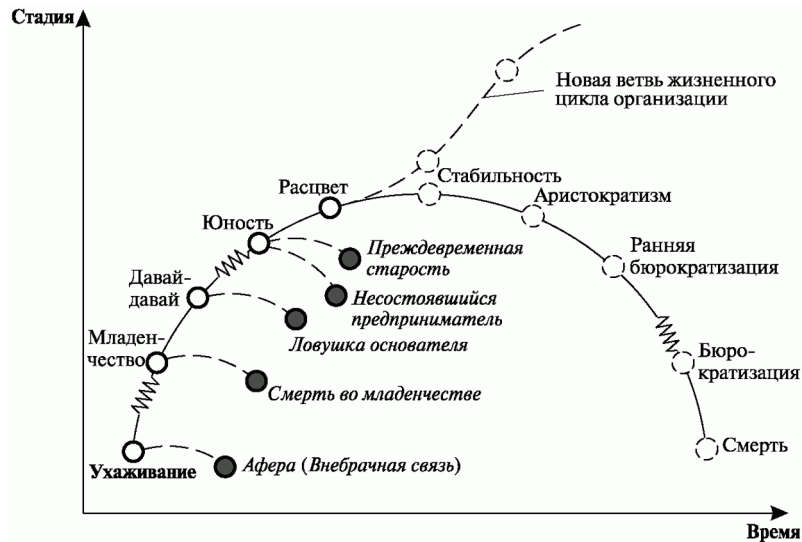 Стадия
Новая ветвь жизненного
цикла организации
Стабильность
Расцвет
Аристократизм
Юность
Преждевременная
старость
Ранняя
бюрократизация
Давай-
давай
Несостоявшийся
предприниматель
Ловушка основателя
Младен-
чество
Бюро-
кратизация
Смерть во младенчестве
Смерть
Ухаживание
Афера (Внебрачная связь)
Время